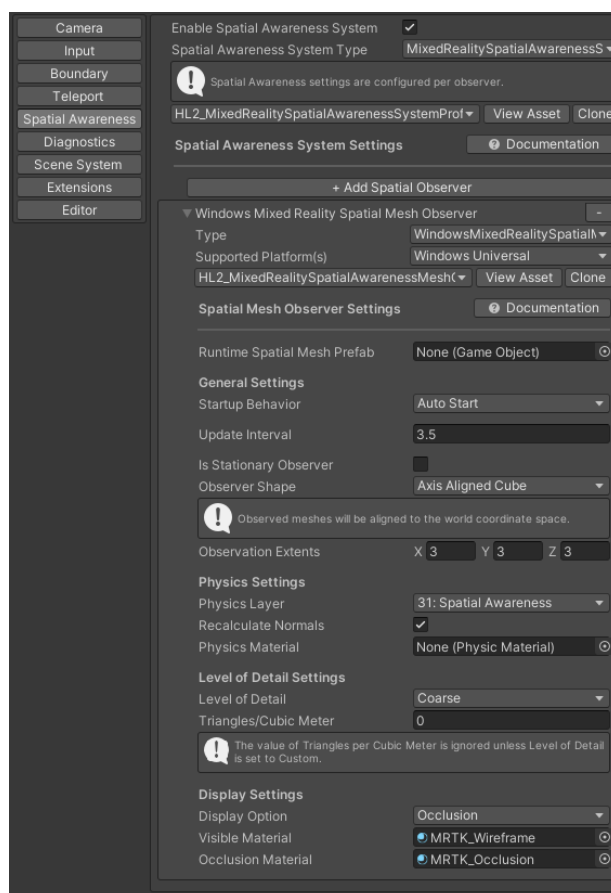 Camera
Input
Boundary
Teleport
Spatial Awareness
Diagnostics
Scene System
Extensions
Editor
Enable Spatial Awareness System
Spatial Awareness System Type MixedRealitySpatialAwarenessS
Spatial Awareness settings are configured per observer.
HL2_MixedRealitySpatialAwarenessSystemProf View Asset Clone
Spatial Awareness System Settings Documentation
+ Add Spatial Observer
Windows Mixed Reality Spatial Mesh Observer -
Type WindowsMixedRealitySpatialM
Supported Platform(s) Windows Universal
HL2_MixedRealitySpatialAwarenessMeshO View Asset Clone
Spatial Mesh Observer Settings Documentation
Runtime Spatial Mesh Prefab None (Game Object)
General Settings
Startup Behavior Auto Start
Update Interval 3.5
Is Stationary Observer
Observer Shape Axis Aligned Cube
Observed meshes will be aligned to the world coordinate space.
Observation Extents X 3 Y 3 Z 3
Physics Settings
Physics Layer 31: Spatial Awareness
Recalculate Normals
Physics Material None (Physic Material)
Level of Detail Settings
Level of Detail Coarse
Triangles/Cubic Meter 0
The value of Triangles per Cubic Meter is ignored unless Level of Detail
is set to Custom.
Display Settings
Display Option Occlusion
Visible Material MRTK_Wireframe
Occlusion Material MRTK_Occlusion